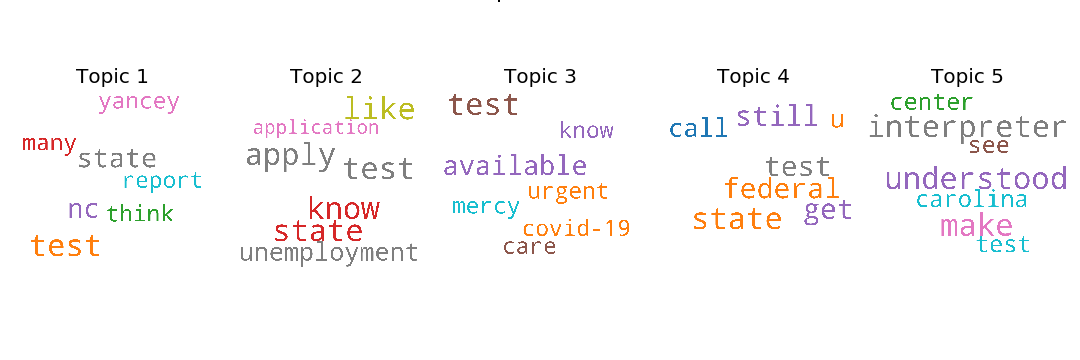 Topic 1
yancey
many
state
report
nc
think
test
Topic 2
like
application
apply
test
know
state
unemployment
Topic 3
test
know
available
urgent
mercy
covid-19
care
Topic 4
still
u
call
test
federal
get
state
Topic 5
center
interpreter
see
understood
carolina
make
test